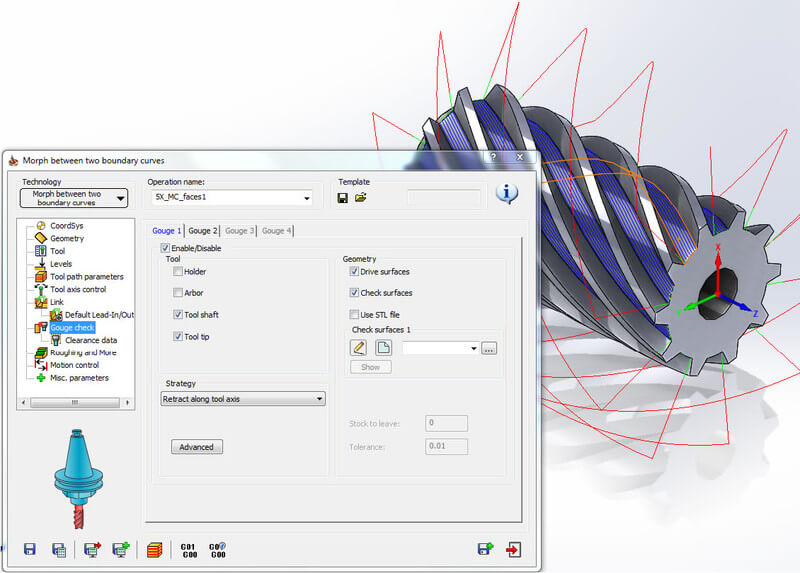 Morph between two boundary curves
Technology
Morph between two
boundary curves
Operation name:
5X_MC_faces1
Template
CoordSys
Geometry
Tool
Levels
Tool path parameters
Tool axis control
Link
Default Lead-In/Out
Gouge check
Clearance data
Roughing and More
Motion control
Misc. parameters
Gouge 1
Gouge 2
Gouge 3
Gouge 4
Enable/Disable
Tool
Holder
Arbor
Tool shaft
Tool tip
Geometry
Drive surfaces
Check surfaces
Use STL file
Check surfaces 1
...
Show
Strategy
Retract along tool axis
Advanced
Stock to leave:
0
Tolerance:
0.01
G01
G00
G0
G00
X
Y
Z